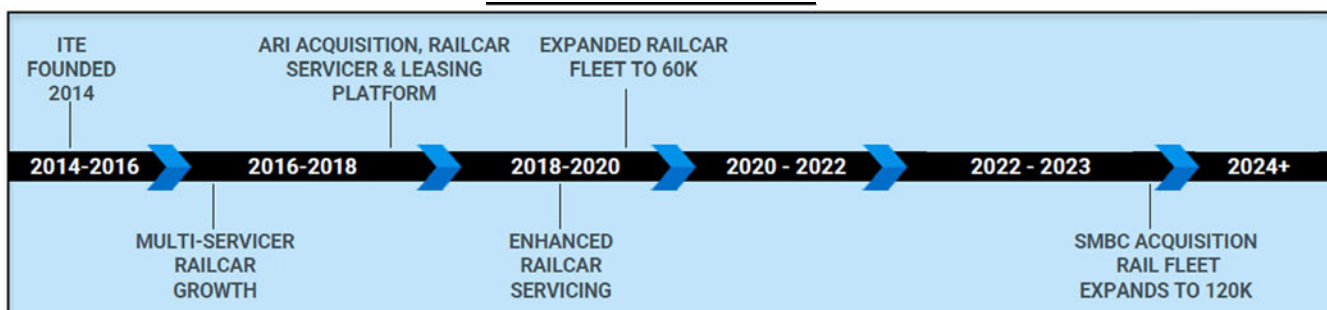 ITE
FOUNDED
2014
ARI ACQUISITION, RAILCAR
SERVICER & LEASING
PLATFORM
EXPANDED RAILCAR
FLEET TO 60K
2014-2016
2016-2018
2018-2020
2020 - 2022
2022 - 2023
2024+
MULTI-SERVICER
RAILCAR
GROWTH
ENHANCED
RAILCAR
SERVICING
SMBC ACQUISITION
RAIL FLEET
EXPANDS TO 120K